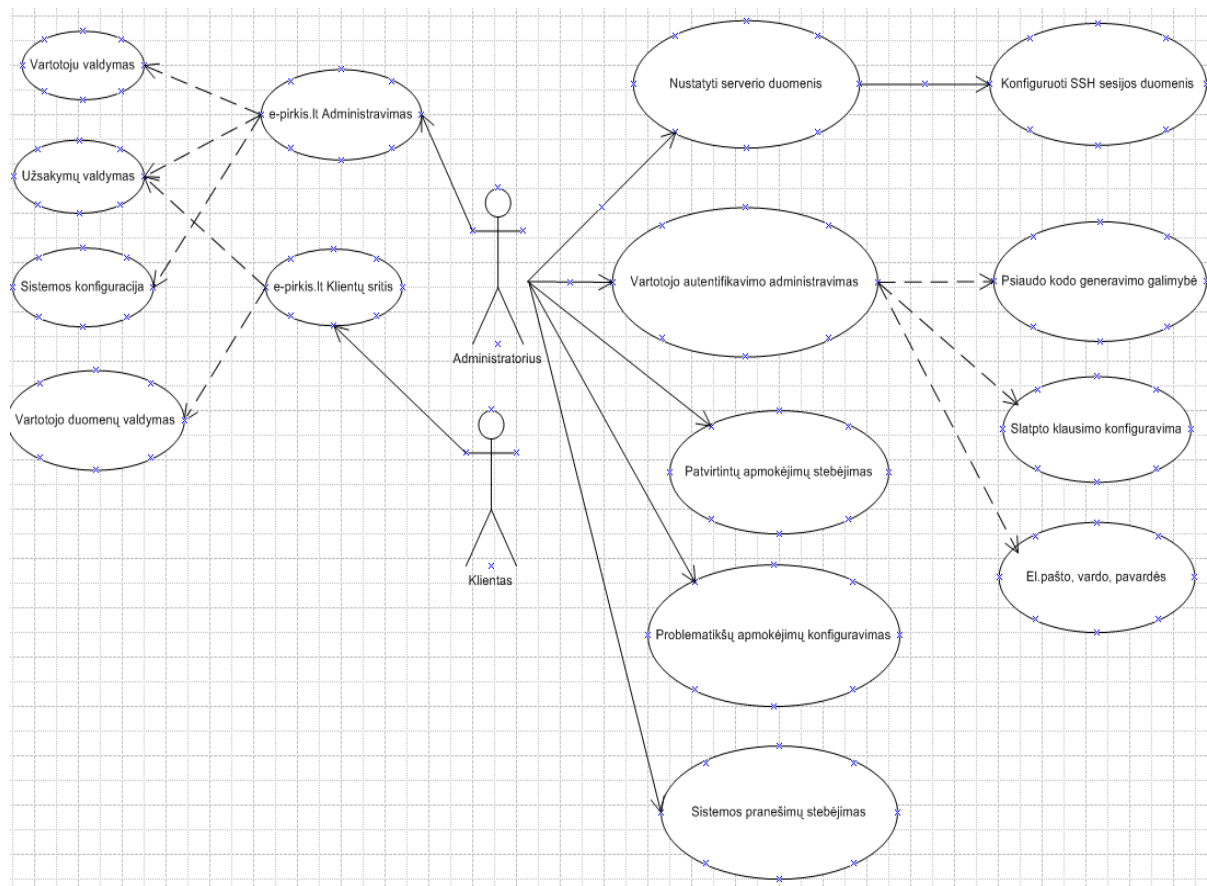 Vartotoju valdymas
e-pirkis.lt Administravimas
Užsakymų valdymas
Sistemos konfiguracija
e-pirkis.lt Klientų sritis
Vartotojo duomenų valdymas
Administratorius
Klientas
Nustatyti serverio duomenis
Konfiguruoti SSH sesijos duomenis
Vartotojo autentifikavimo administravimas
Psiaudo kodo generavimo galimybė
Slatpto klausimo konfiguravima
Patvirtintų apmokėjimų stebėjimas
El.pašto, vardo, pavardės
Problematikšų apmokėjimų konfiguravimas
Sistemos pranešimų stebėjimas